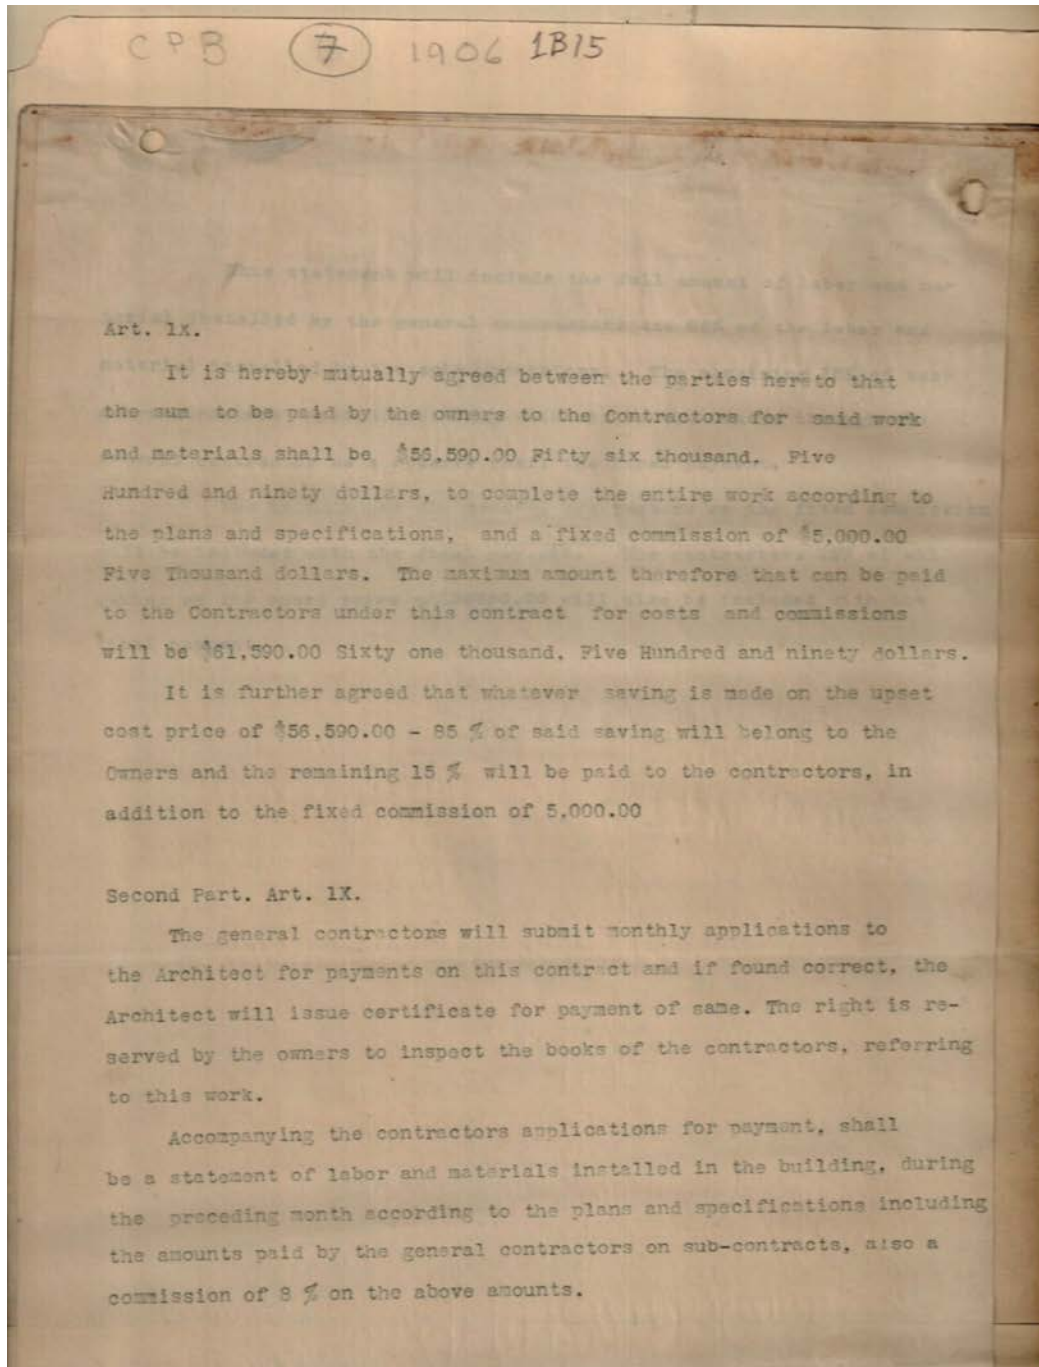 CPB 7 1906 1B15
This statement will include the full amount of labor and
Art. 1X.
It is hereby mutually agreed between the parties hereto that
the sum to be paid by the owners to the Contractors for said work
and materials shall be $56,590.00 Fifty six thousand. Five
Hundred and ninety dollars, to complete the entire work according to
the plans and specifications, and a fixed commission of $5,000.00
Five Thousand dollars. The maximum amount therefore that can be paid
to the Contractors under this contract for costs and commissions
will be $61,590.00 Sixty one thousand. Five Hundred and ninety dollars.
It is further agreed that whatever saving is made on the upset
cost price of $56,590.00 - 85 % of said saving will belong to the
Owners and the remaining 15 % will be paid to the contractors, in
addition to the fixed commission of 5,000.00
Second Part. Art. 1X.
The general contractors will submit monthly applications to
the Architect for payments on this contract and if found correct, the
Architect will issue certificate for payment of same. The right is re-
served by the owners to inspect the books of the contractors, referring
to this work.
Accompanying the contractors applications for payment, shall
be a statement of labor and materials installed in the building, during
the preceding month according to the plans and specifications including
the amounts paid by the general contractors on sub-contracts, also a
commission of 8 % on the above amounts.